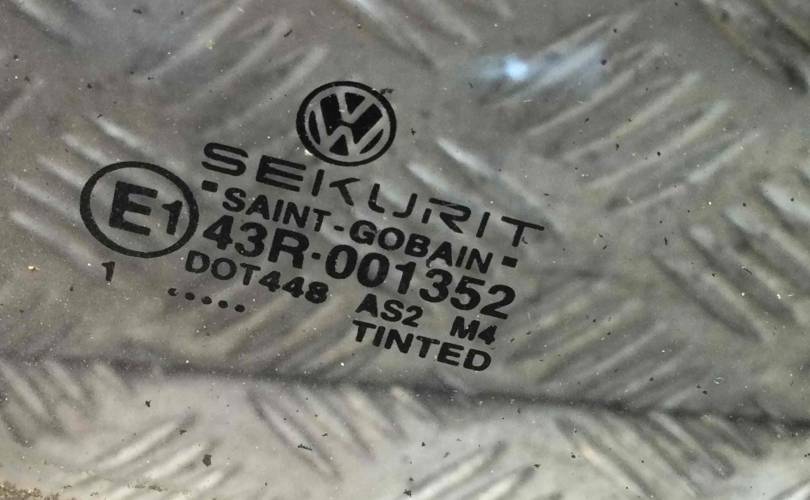 SEKURIT
SAINT-GOBAIN
E1
43R-001352
DOT448 AS2 M4
1 ..... TINTED